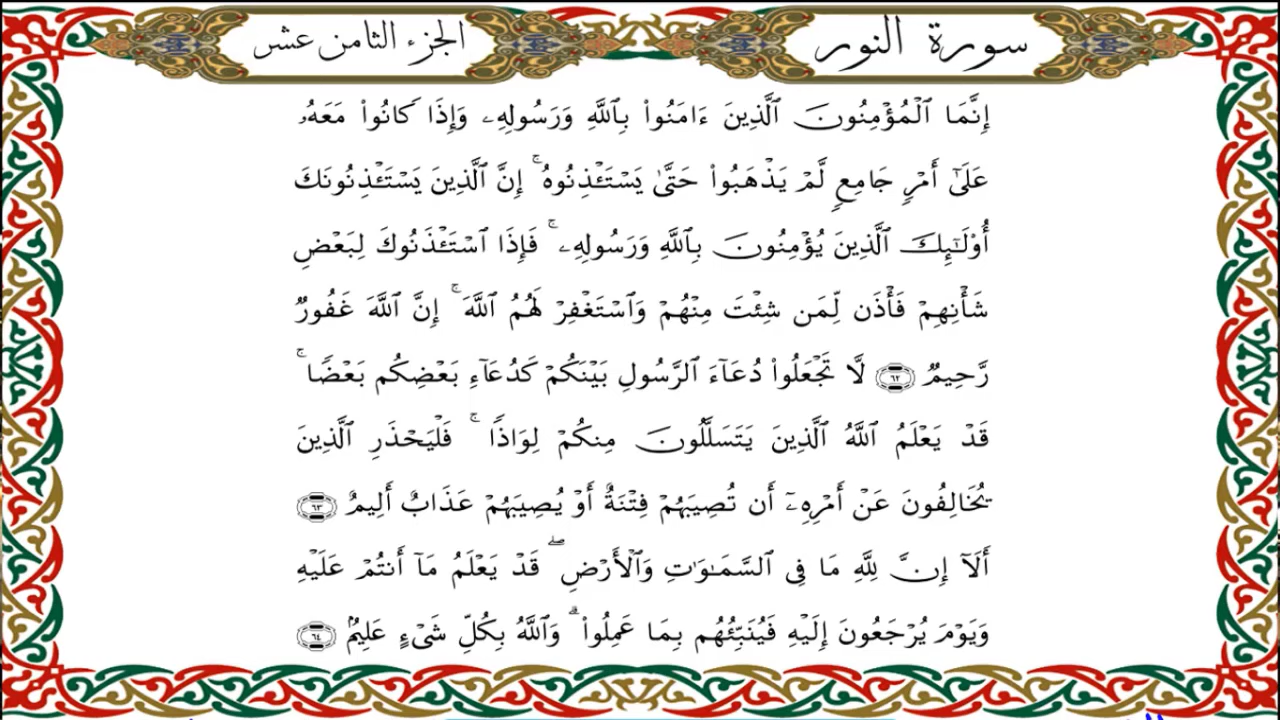 سورة النور
الجزء الثامن عشر
إِنَّمَا ٱلْمُؤْمِنُونَ ٱلَّذِينَ ءَامَنُوا۟ بِٱللَّهِ وَرَسُولِهِۦ وَإِذَا كَانُوا۟ مَعَهُۥ
عَلَىٰٓ أَمْرٍ جَامِعٍ لَّمْ يَذْهَبُوا۟ حَتَّىٰ يَسْتَـْٔذِنُوهُ ۚ إِنَّ ٱلَّذِينَ يَسْتَـْٔذِنُونَكَ
أُو۟لَـٰٓئِكَ ٱلَّذِينَ يُؤْمِنُونَ بِٱللَّهِ وَرَسُولِهِۦ ۚ فَإِذَا ٱسْتَـْٔذَنُوكَ لِبَعْضِ
شَأْنِهِمْ فَأْذَن لِّمَن شِئْتَ مِنْهُمْ وَٱسْتَغْفِرْ لَهُمُ ٱللَّهَ ۚ إِنَّ ٱللَّهَ غَفُورٌ
رَّحِيمٌ ٦٢ لَّا تَجْعَلُوا۟ دُعَآءَ ٱلرَّسُولِ بَيْنَكُمْ كَدُعَآءِ بَعْضِكُم بَعْضًا ۚ
قَدْ يَعْلَمُ ٱللَّهُ ٱلَّذِينَ يَتَسَلَّلُونَ مِنكُمْ لِوَاذًا ۚ فَلْيَحْذَرِ ٱلَّذِينَ
يُخَالِفُونَ عَنْ أَمْرِهِۦٓ أَن تُصِيبَهُمْ فِتْنَةٌ أَوْ يُصِيبَهُمْ عَذَابٌ أَلِيمٌ ٦٣
أَلَآ إِنَّ لِلَّهِ مَا فِى ٱلسَّمَـٰوَٰتِ وَٱلْأَرْضِ ۖ قَدْ يَعْلَمُ مَآ أَنتُمْ عَلَيْهِ
وَيَوْمَ يُرْجَعُونَ إِلَيْهِ فَيُنَبِّئُهُم بِمَا عَمِلُوا۟ ۗ وَٱللَّهُ بِكُلِّ شَىْءٍ عَلِيمٌۢ ٦٤